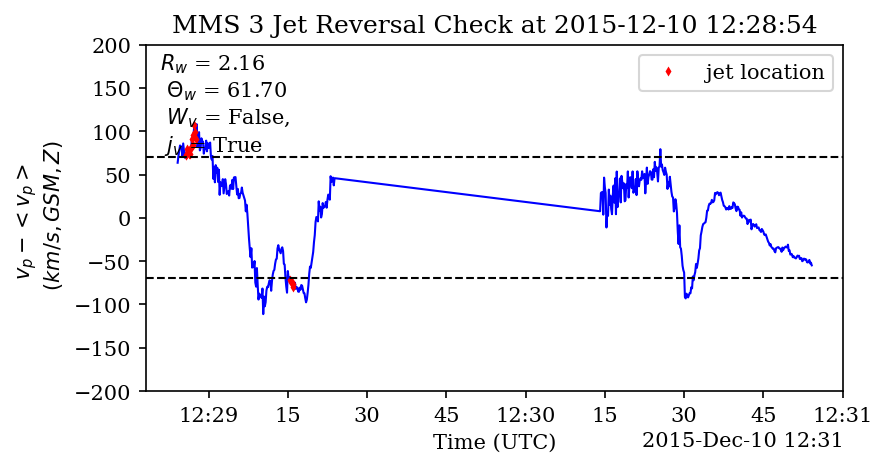 MMS 3 Jet Reversal Check at 2015-12-10 12:28:54
R_w = 2.16
Θ_w = 61.70
W_v = False,
j_v = True
jet location
v_p − < v_p >
(km/s, GSM, Z)
200
150
100
50
0
−50
−100
−150
−200
12:29 15 30 45 12:30 15 30 45 12:31
Time (UTC)
2015-Dec-10 12:31